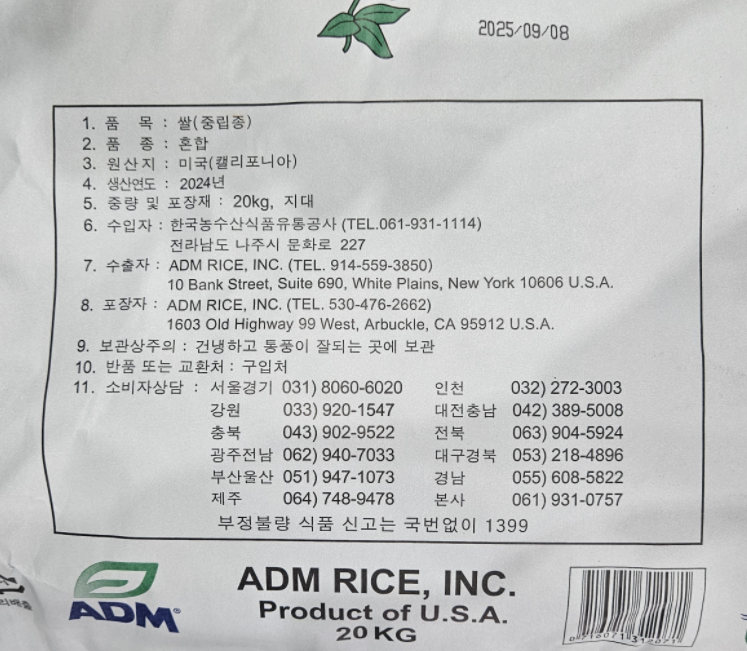 2025/09/08
1. 품 목 : 쌀(중립종)
2. 품 종 : 혼합
3. 원산지 : 미국(캘리포니아)
4. 생산연도 : 2024년
5. 중량 및 포장재 : 20kg, 지대
6. 수입자 : 한국농수산식품유통공사 (TEL.061-931-1114)
전라남도 나주시 문화로 227
7. 수출자 : ADM RICE, INC. (TEL. 914-559-3850)
10 Bank Street, Suite 690, White Plains, New York 10606 U.S.A.
8. 포장자 : ADM RICE, INC. (TEL. 530-476-2662)
1603 Old Highway 99 West, Arbuckle, CA 95912 U.S.A.
9. 보관상주의 : 건냉하고 통풍이 잘되는 곳에 보관
10. 반품 또는 교환처 : 구입처
11. 소비자상담 : 서울경기 031) 8060-6020 인천 032) 272-3003
강원 033) 920-1547 대전충남 042) 389-5008
충북 043) 902-9522 전북 063) 904-5924
광주전남 062) 940-7033 대구경북 053) 218-4896
부산울산 051) 947-1073 경남 055) 608-5822
제주 064) 748-9478 본사 061) 931-0757
부정불량 식품 신고는 국번없이 1399
ADM®
ADM RICE, INC.
Product of U.S.A.
20 KG